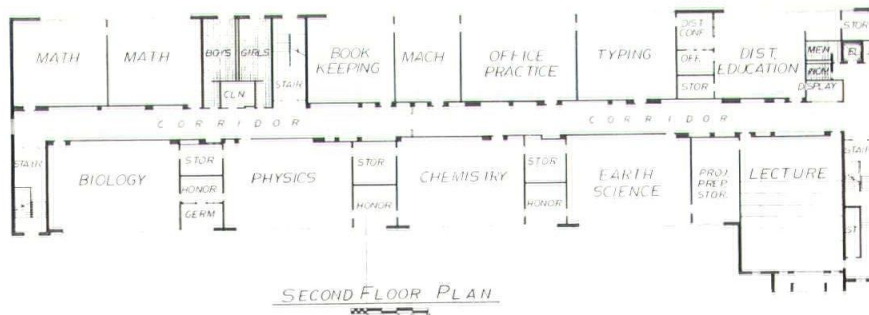 MATH
MATH
BOYS
GIRLS
CLN.
STAIR
BOOK
KEEPING
MACH
OFFICE
PRACTICE
TYPING
DIST.
CONF.
OFF.
STOR
DIST.
EDUCATION
MEN
WOM
DISPLAY
STOR
EL
CORRIDOR
CORRIDOR
STAIR
BIOLOGY
STOR
HONOR
GERM
PHYSICS
STOR
HONOR
CHEMISTRY
STOR
HONOR
EARTH
SCIENCE
PROJ.
PREP.
STOR.
LECTURE
STAIR
ST
SECOND FLOOR PLAN